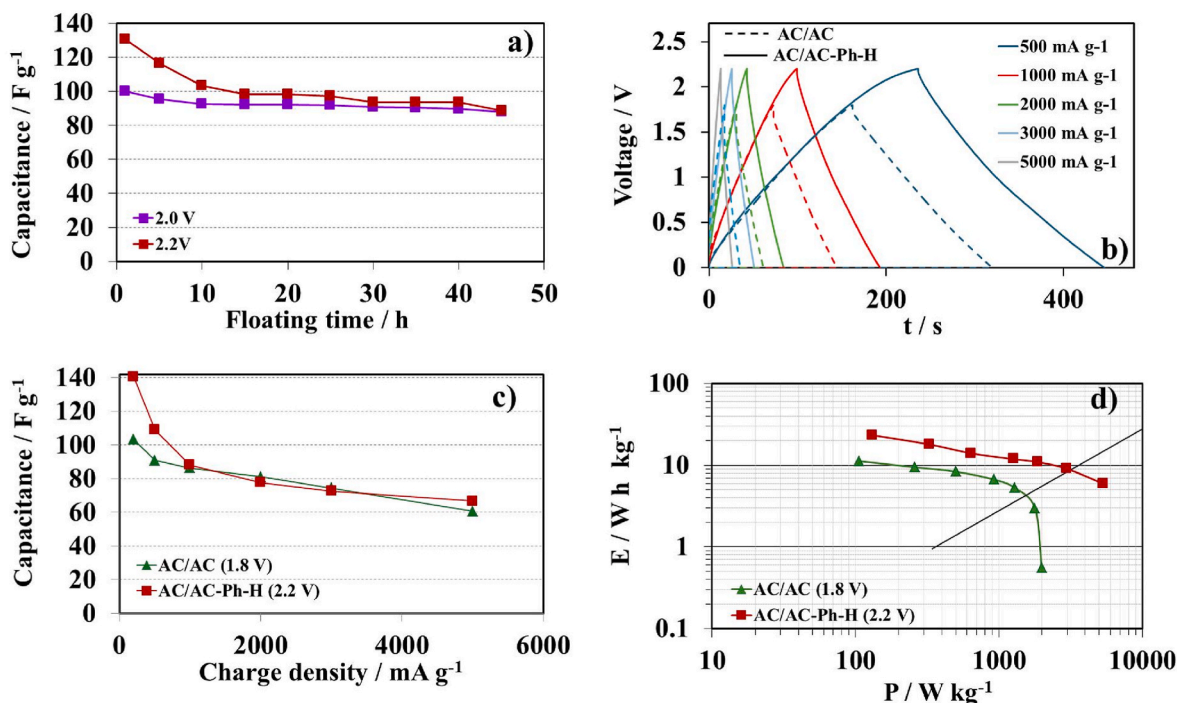 a)
Capacitance / F g-1
140
120
100
80
60
40
20
0
2.0 V
2.2V
0
10
20
30
40
50
Floating time / h
b)
Voltage / V
2.5
2
1.5
1
0.5
0
AC/AC
AC/AC-Ph-H
500 mA g-1
1000 mA g-1
2000 mA g-1
3000 mA g-1
5000 mA g-1
0
200
400
t / s
c)
Capacitance / F g-1
140
120
100
80
60
40
20
0
AC/AC (1.8 V)
AC/AC-Ph-H (2.2 V)
0
2000
4000
6000
Charge density / mA g-1
d)
E / W h kg-1
100
10
1
0.1
AC/AC (1.8 V)
AC/AC-Ph-H (2.2 V)
10
100
1000
10000
P / W kg-1